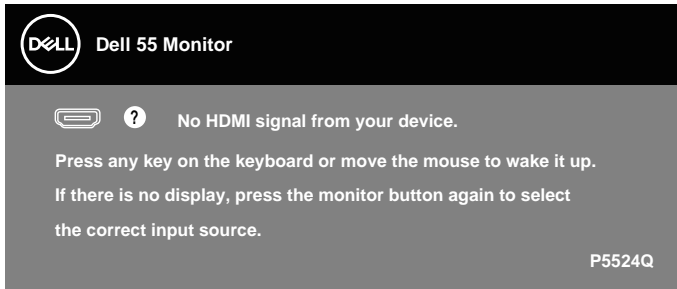 DELL
Dell 55 Monitor
?
No HDMI signal from your device.
Press any key on the keyboard or move the mouse to wake it up.
If there is no display, press the monitor button again to select
the correct input source.
P5524Q